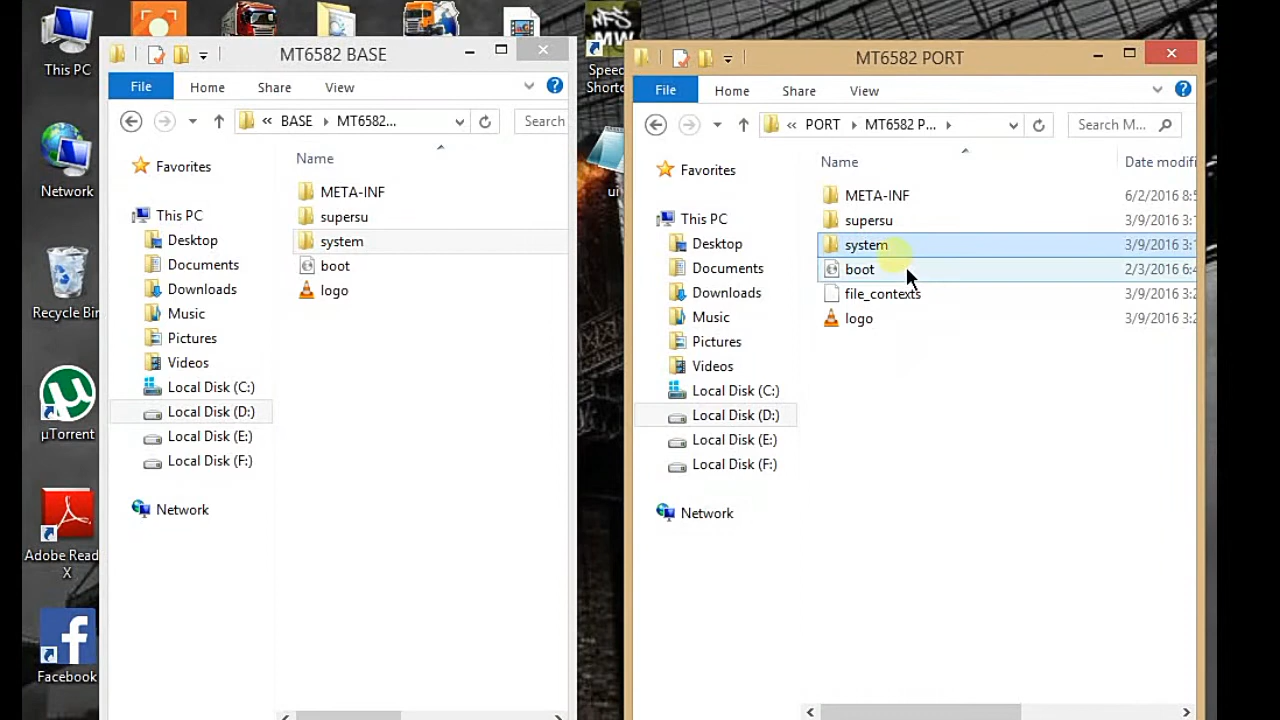 This PC
Network
Recycle Bin
µTorrent
Adobe Read
X
Facebook
NFS
MW
Speed
Shortc
ui
MT6582 BASE
File
Home
Share
View
« BASE
MT6582...
Search
Favorites
This PC
Desktop
Documents
Downloads
Music
Pictures
Videos
Local Disk (C:)
Local Disk (D:)
Local Disk (E:)
Local Disk (F:)
Network
Name
META-INF
supersu
system
boot
logo
MT6582 PORT
File
Home
Share
View
« PORT
MT6582 P...
Search M...
Favorites
This PC
Desktop
Documents
Downloads
Music
Pictures
Videos
Local Disk (C:)
Local Disk (D:)
Local Disk (E:)
Local Disk (F:)
Network
Name Date modifi
META-INF 6/2/2016 8:5
supersu 3/9/2016 3:1
system 3/9/2016 3:1
boot 2/3/2016 6:4
file_contexts 3/9/2016 3:2
logo 3/9/2016 3:2